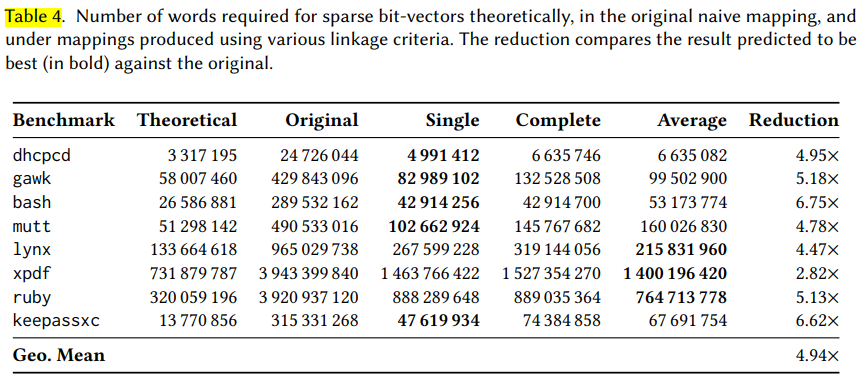 Table 4. Number of words required for sparse bit-vectors theoretically, in the original naive mapping, and
under mappings produced using various linkage criteria. The reduction compares the result predicted to be
best (in bold) against the original.
Benchmark Theoretical Original Single Complete Average Reduction
dhcpcd 3 317 195 24 726 044 4 991 412 6 635 746 6 635 082 4.95×
gawk 58 007 460 429 843 096 82 989 102 132 528 508 99 502 900 5.18×
bash 26 586 881 289 532 162 42 914 256 42 914 700 53 173 774 6.75×
mutt 51 298 142 490 533 016 102 662 924 145 767 682 160 026 830 4.78×
lynx 133 664 618 965 029 738 267 599 228 319 144 056 215 831 960 4.47×
xpdf 731 879 787 3 943 399 840 1 463 766 422 1 527 354 270 1 400 196 420 2.82×
ruby 320 059 196 3 920 937 120 888 289 648 889 035 364 764 713 778 5.13×
keepassxc 13 770 856 315 331 268 47 619 934 74 384 858 67 691 754 6.62×
Geo. Mean 4.94×